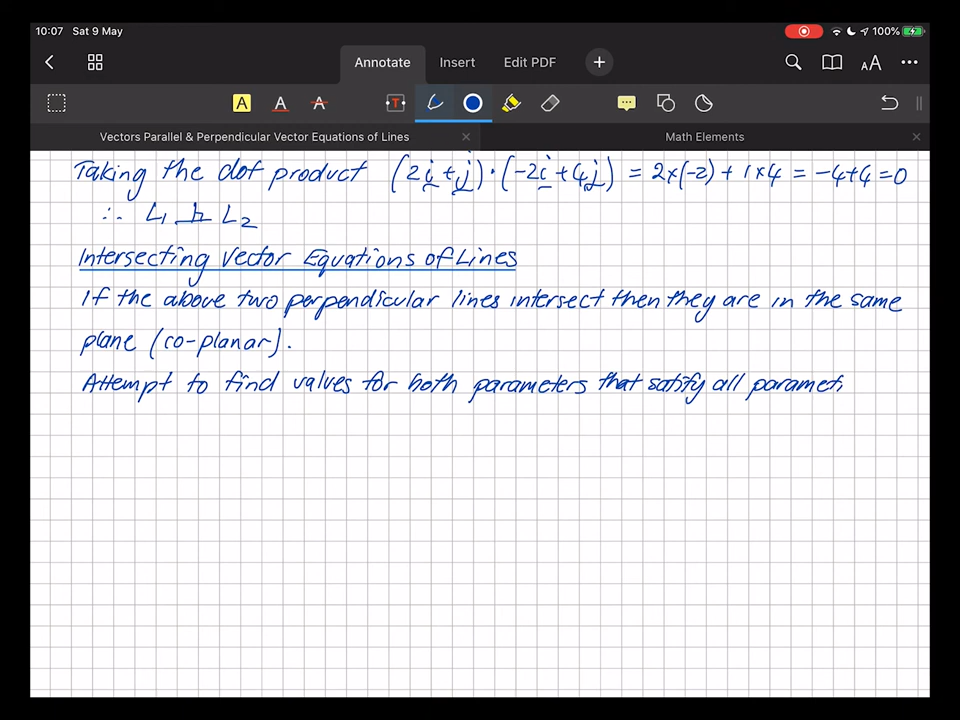 10:07 Sat 9 May 100%
Annotate Insert Edit PDF
Vectors Parallel & Perpendicular Vector Equations of Lines Math Elements
Taking the dot product (2i + j) · (-2i + 4j) = 2×(-2) + 1×4 = -4+4 = 0
∴ L₁ ⊥ L₂
Intersecting Vector Equations of Lines
If the above two perpendicular lines intersect then they are in the same
plane (co-planar).
Attempt to find values for both parameters that satify all paramet